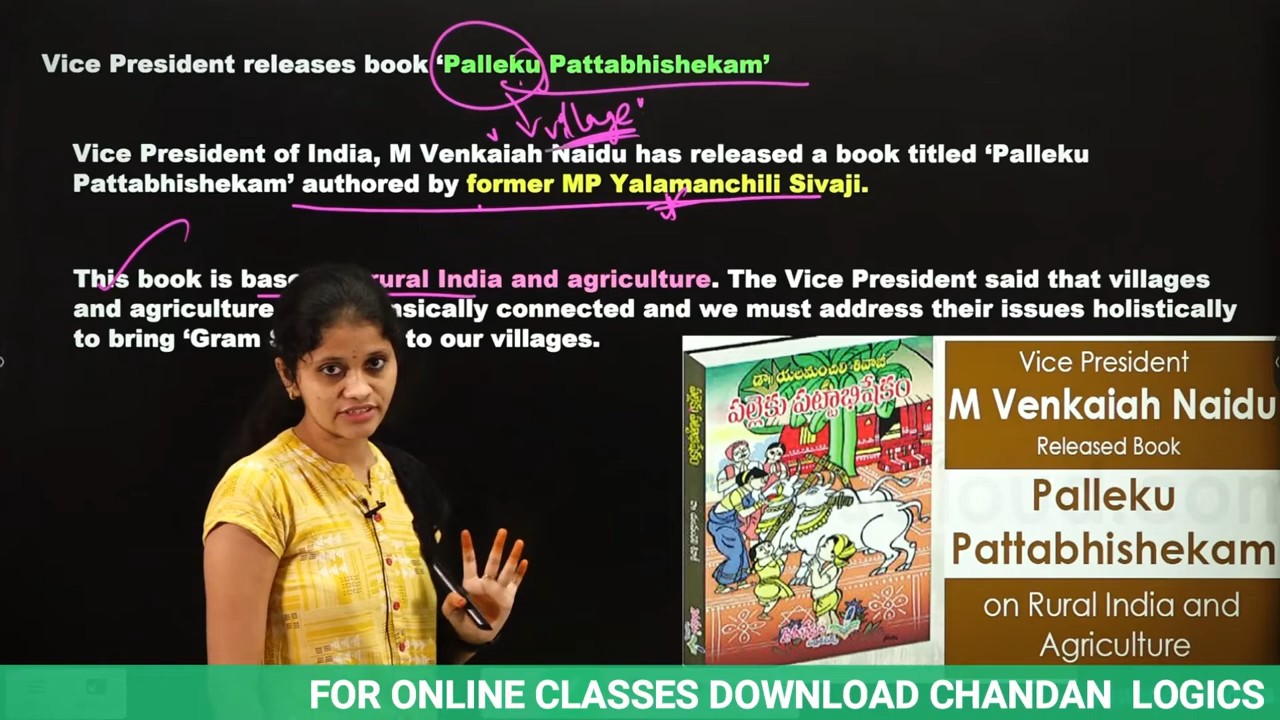 Vice President releases book ‘Palleku Pattabhishekam’
"village"
Vice President of India, M Venkaiah Naidu has released a book titled ‘Palleku
Pattabhishekam’ authored by former MP Yalamanchili Sivaji.
This book is rural India and agriculture. The Vice President said that villages
and agriculture connected and we must address their issues holistically
to bring ‘Gram to our villages.
డా॥ యలమంచిలి శివాజీ
పల్లెకు పట్టాభిషేకం
Vice President
M Venkaiah Naidu
Released Book
Palleku
Pattabhishekam
on Rural India and
Agriculture
FOR ONLINE CLASSES DOWNLOAD CHANDAN LOGICS